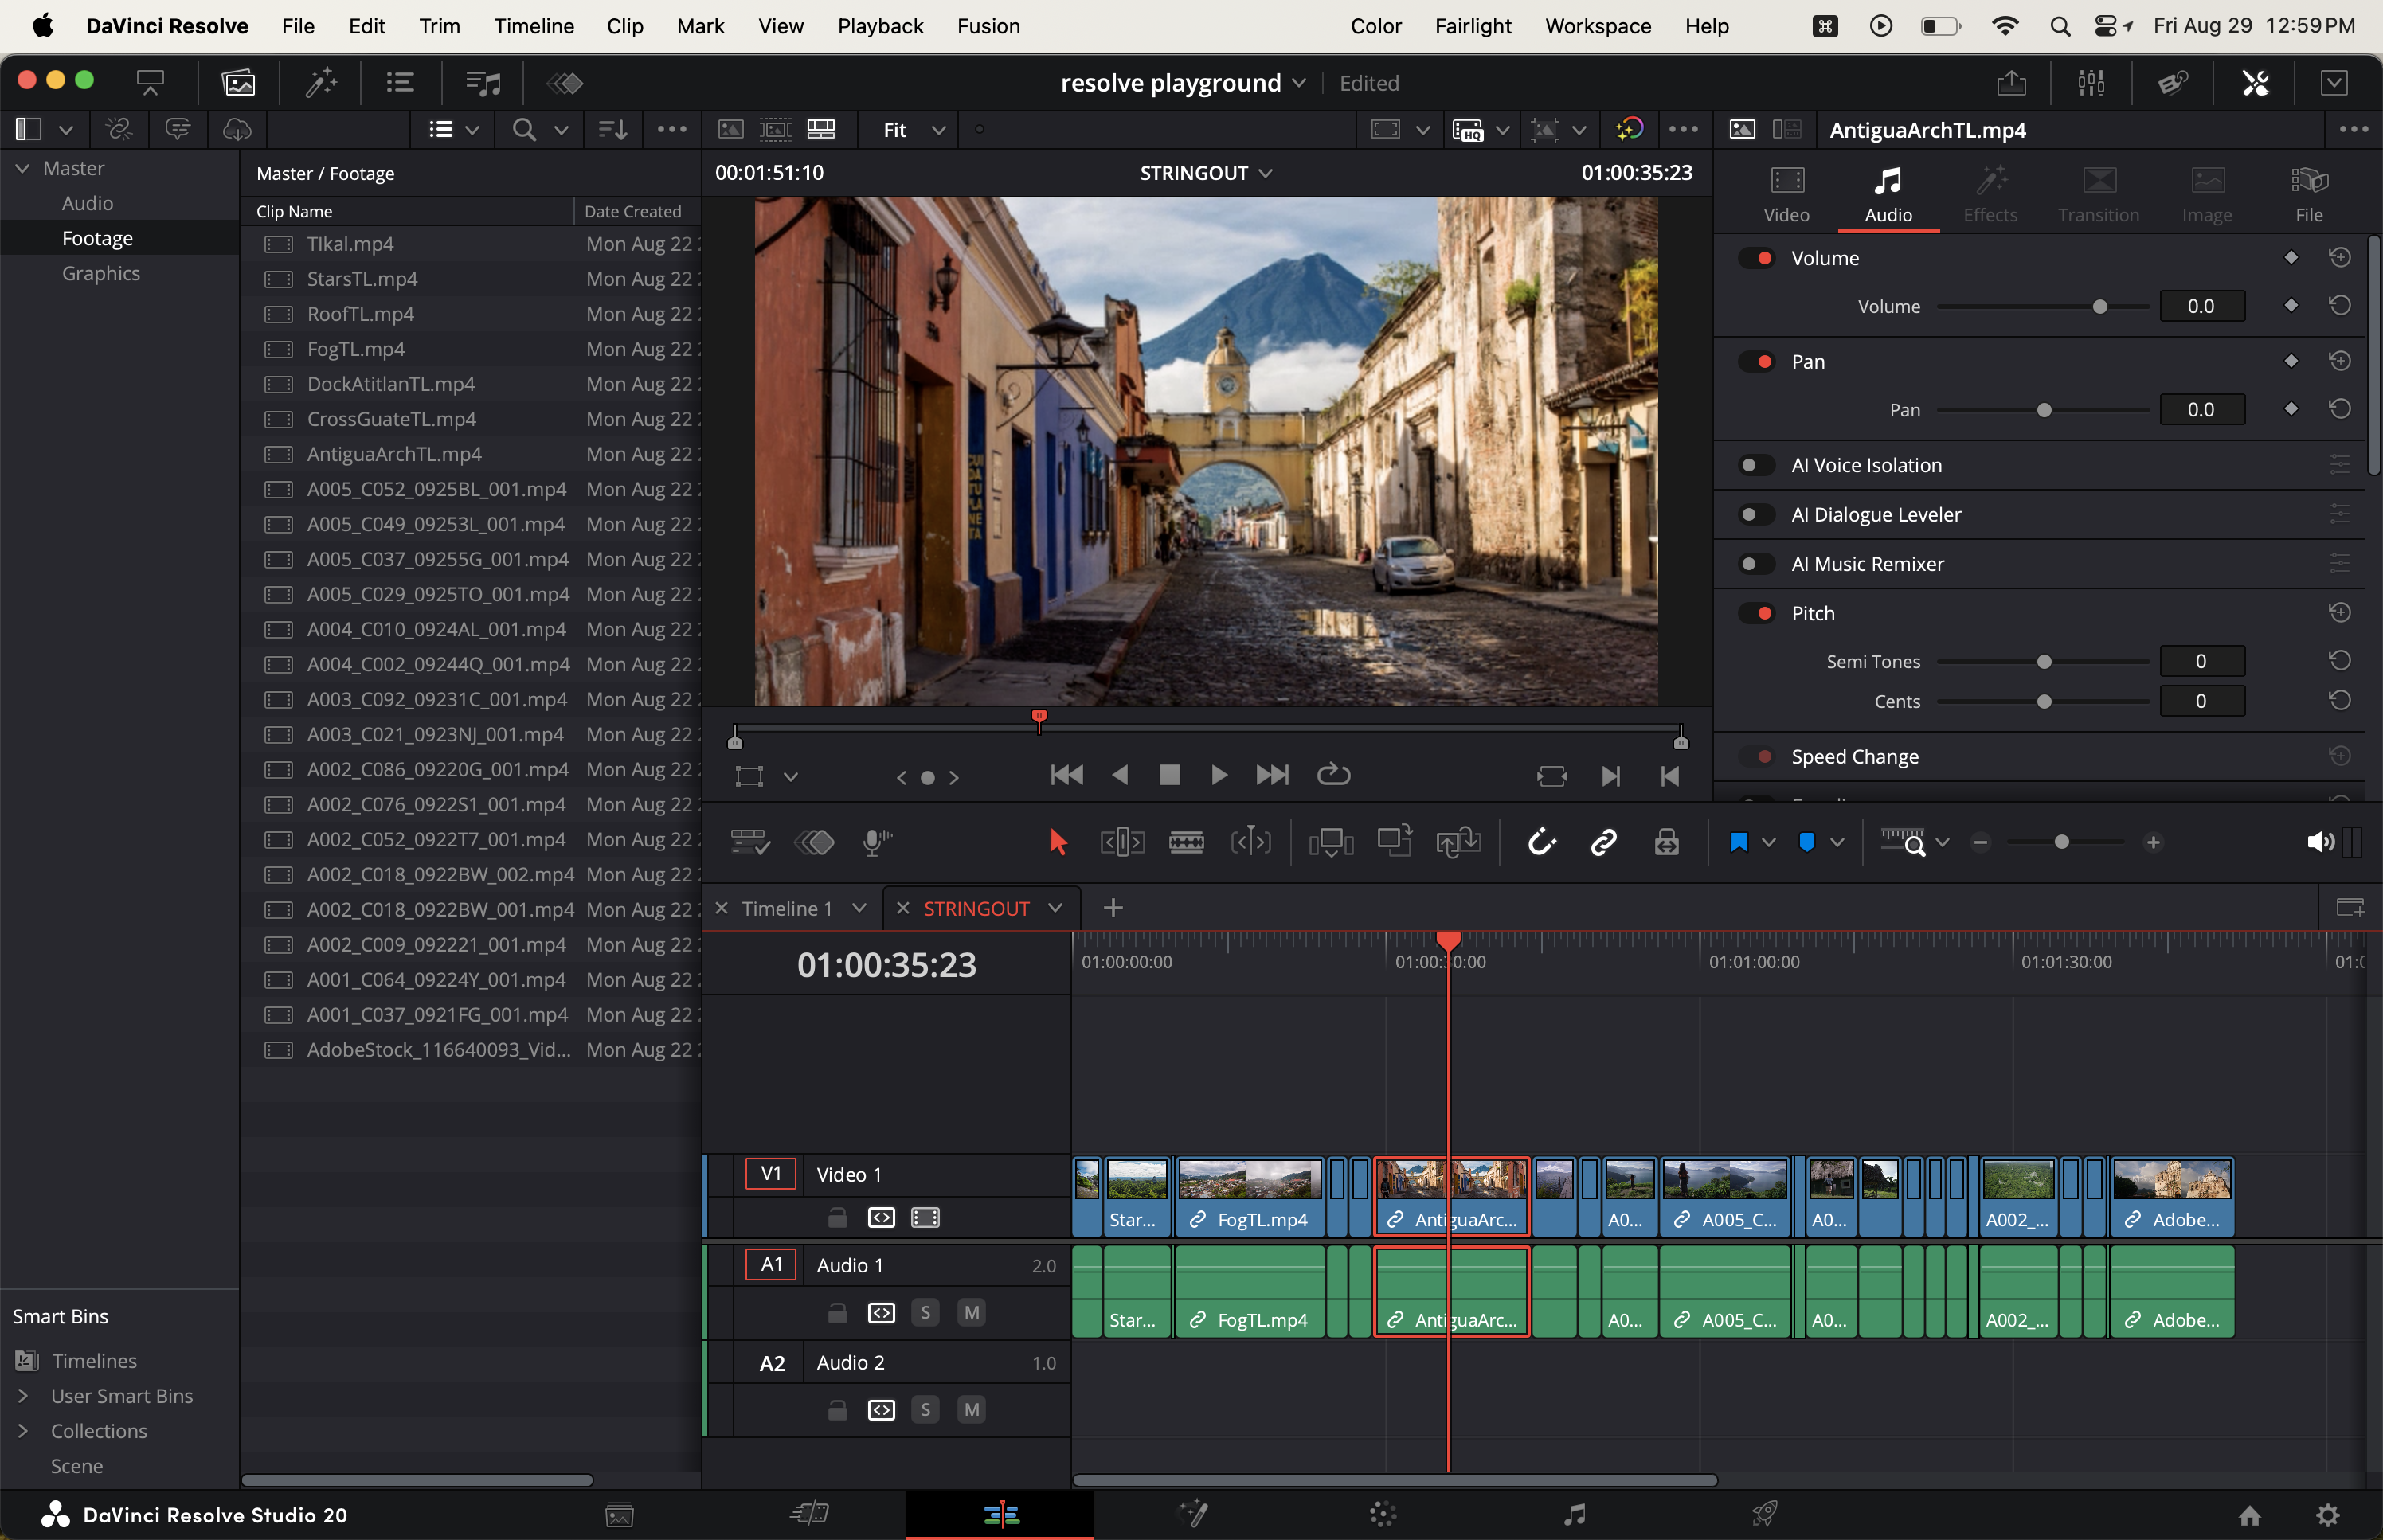 DaVinci Resolve File Edit Trim Timeline Clip Mark View Playback Fusion Color Fairlight Workspace Help Fri Aug 29 12:59 PM
resolve playground Edited
Fit HQ AntiguaArchTL.mp4
Master
Audio
Footage
Graphics
Master / Footage
Clip Name Date Created
TIkal.mp4 Mon Aug 22
StarsTL.mp4 Mon Aug 22
RoofTL.mp4 Mon Aug 22
FogTL.mp4 Mon Aug 22
DockAtitlanTL.mp4 Mon Aug 22
CrossGuateTL.mp4 Mon Aug 22
AntiguaArchTL.mp4 Mon Aug 22
A005_C052_0925BL_001.mp4 Mon Aug 22
A005_C049_09253L_001.mp4 Mon Aug 22
A005_C037_09255G_001.mp4 Mon Aug 22
A005_C029_0925TO_001.mp4 Mon Aug 22
A004_C010_0924AL_001.mp4 Mon Aug 22
A004_C002_09244Q_001.mp4 Mon Aug 22
A003_C092_09231C_001.mp4 Mon Aug 22
A003_C021_0923NJ_001.mp4 Mon Aug 22
A002_C086_09220G_001.mp4 Mon Aug 22
A002_C076_0922S1_001.mp4 Mon Aug 22
A002_C052_0922T7_001.mp4 Mon Aug 22
A002_C018_0922BW_002.mp4 Mon Aug 22
A002_C018_0922BW_001.mp4 Mon Aug 22
A002_C009_092221_001.mp4 Mon Aug 22
A001_C064_09224Y_001.mp4 Mon Aug 22
A001_C037_0921FG_001.mp4 Mon Aug 22
AdobeStock_116640093_Vid... Mon Aug 22
Smart Bins
Timelines
User Smart Bins
Collections
Scene
00:01:51:10 STRINGOUT 01:00:35:23
Video Audio Effects Transition Image File
Volume
Volume 0.0
Pan
Pan 0.0
AI Voice Isolation
AI Dialogue Leveler
AI Music Remixer
Pitch
Semi Tones 0
Cents 0
Speed Change
Timeline 1 STRINGOUT
01:00:35:23 01:00:00:00 01:00:30:00 01:01:00:00 01:01:30:00
V1 Video 1
Star... FogTL.mp4 AntiguaArc... A0... A005_C... A0... A002_... Adobe...
A1 Audio 1 2.0
S M Star... FogTL.mp4 AntiguaArc... A0... A005_C... A0... A002_... Adobe...
A2 Audio 2 1.0
S M
DaVinci Resolve Studio 20